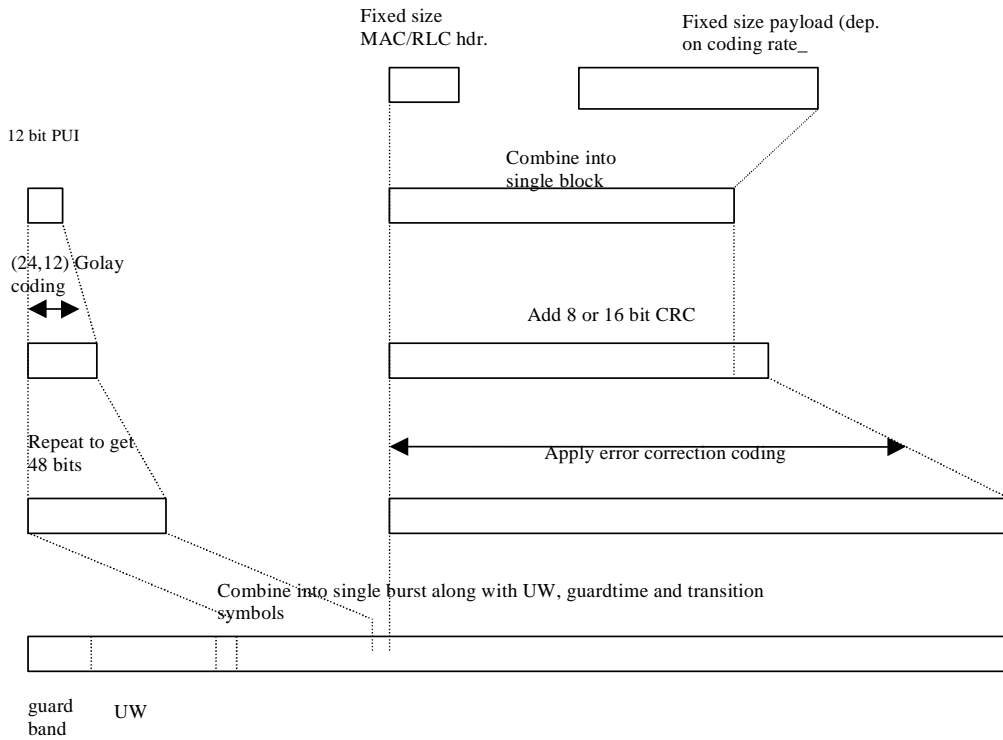 Fixed size
MAC/RLC hdr.
Fixed size payload (dep.
on coding rate_
12 bit PUI
Combine into
single block
(24,12) Golay
coding
Add 8 or 16 bit CRC
Repeat to get
48 bits
Apply error correction coding
Combine into single burst along with UW, guardtime and transition
symbols
guard
band
UW